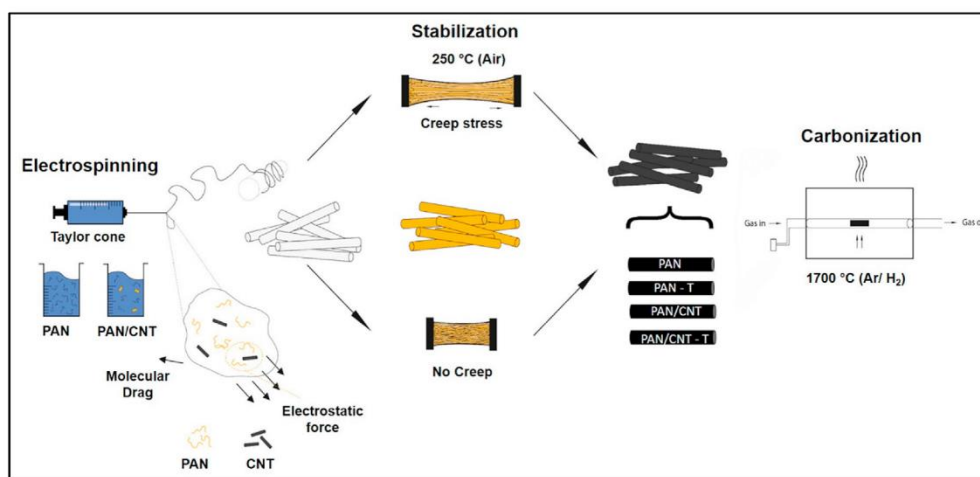 Stabilization
250 °C (Air)
Creep stress
Electrospinning
Taylor cone
PAN
PAN/CNT
Molecular
Drag
Electrostatic
force
PAN
CNT
No Creep
PAN
PAN - T
PAN/CNT
PAN/CNT - T
Carbonization
Gas in
Gas o
1700 °C (Ar/ H₂)